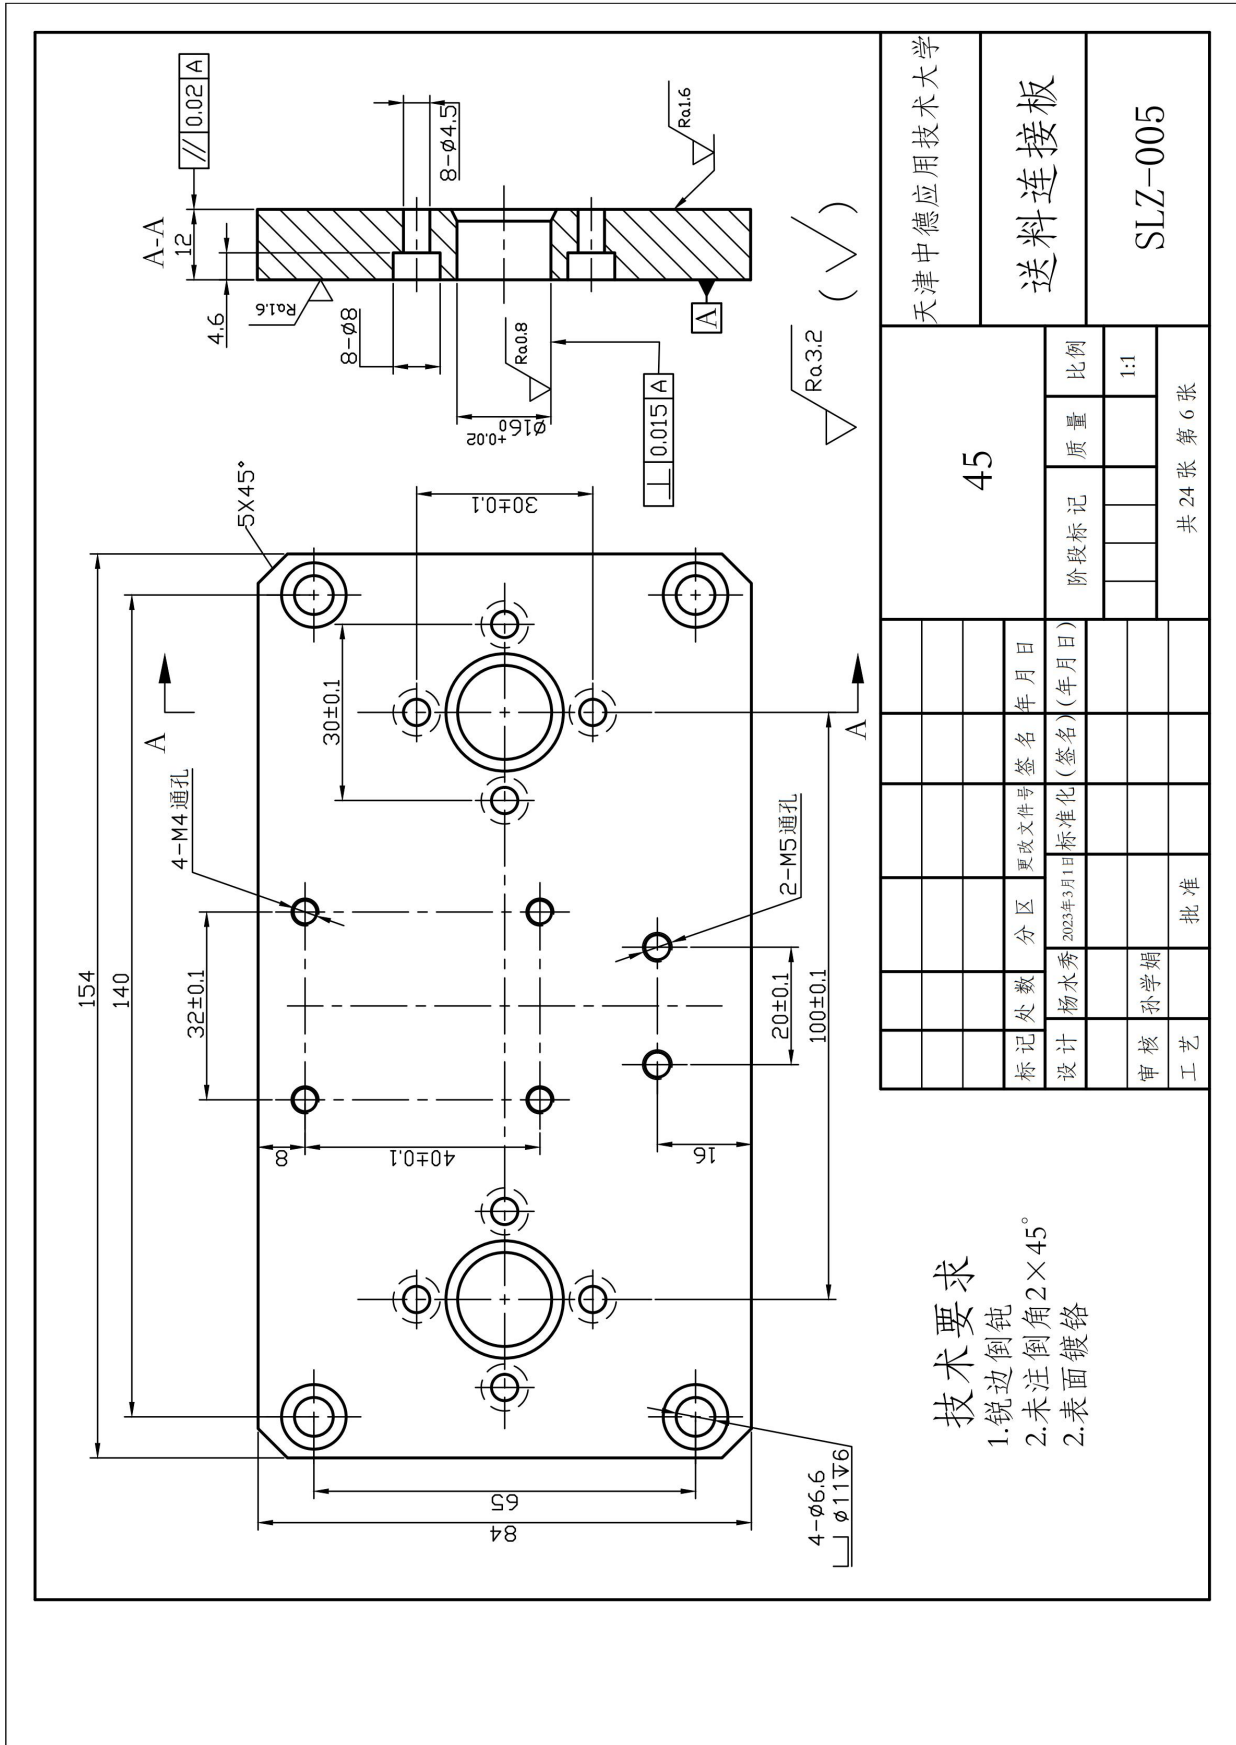 154
140
32±0.1
4-M4通孔
A
5X45°
30±0.1
30±0.1
8
40±0.1
16
20±0.1
2-M5通孔
100±0.1
A
65
84
4-ø6.6
⌴ ø11↧6
A-A
12
4.6
// 0.02 A
Ra1.6
8-ø8
8-ø4.5
Ra0.8
ø16 +0.02 0
⊥ 0.015 A
A
Ra1.6
Ra3.2 (√)
技术要求
1.锐边倒钝
2.未注倒角2×45°
2.表面镀铬
标记 处数 分区 更改文件号 签名 年月日
设计 杨水秀 2023年3月1日 标准化 (签名) (年月日)
审核 孙学娟
工艺 批准
45
阶段标记 质量 比例
1:1
共24张 第6张
天津中德应用技术大学
送料连接板
SLZ-005